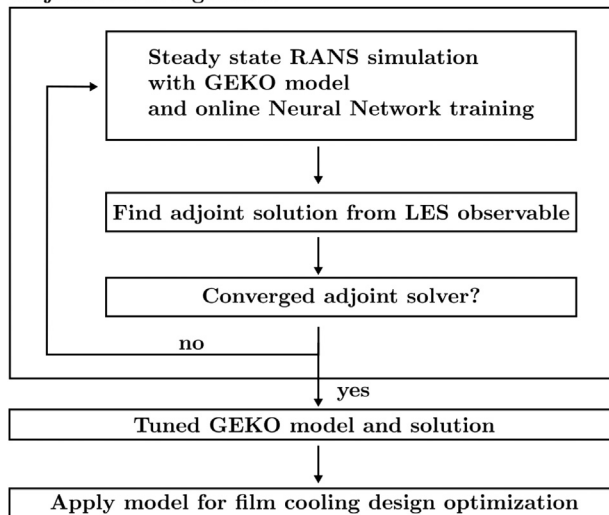 Steady state RANS simulation
with GEKO model
and online Neural Network training
Find adjoint solution from LES observable
Converged adjoint solver?
no
yes
Tuned GEKO model and solution
Apply model for film cooling design optimization